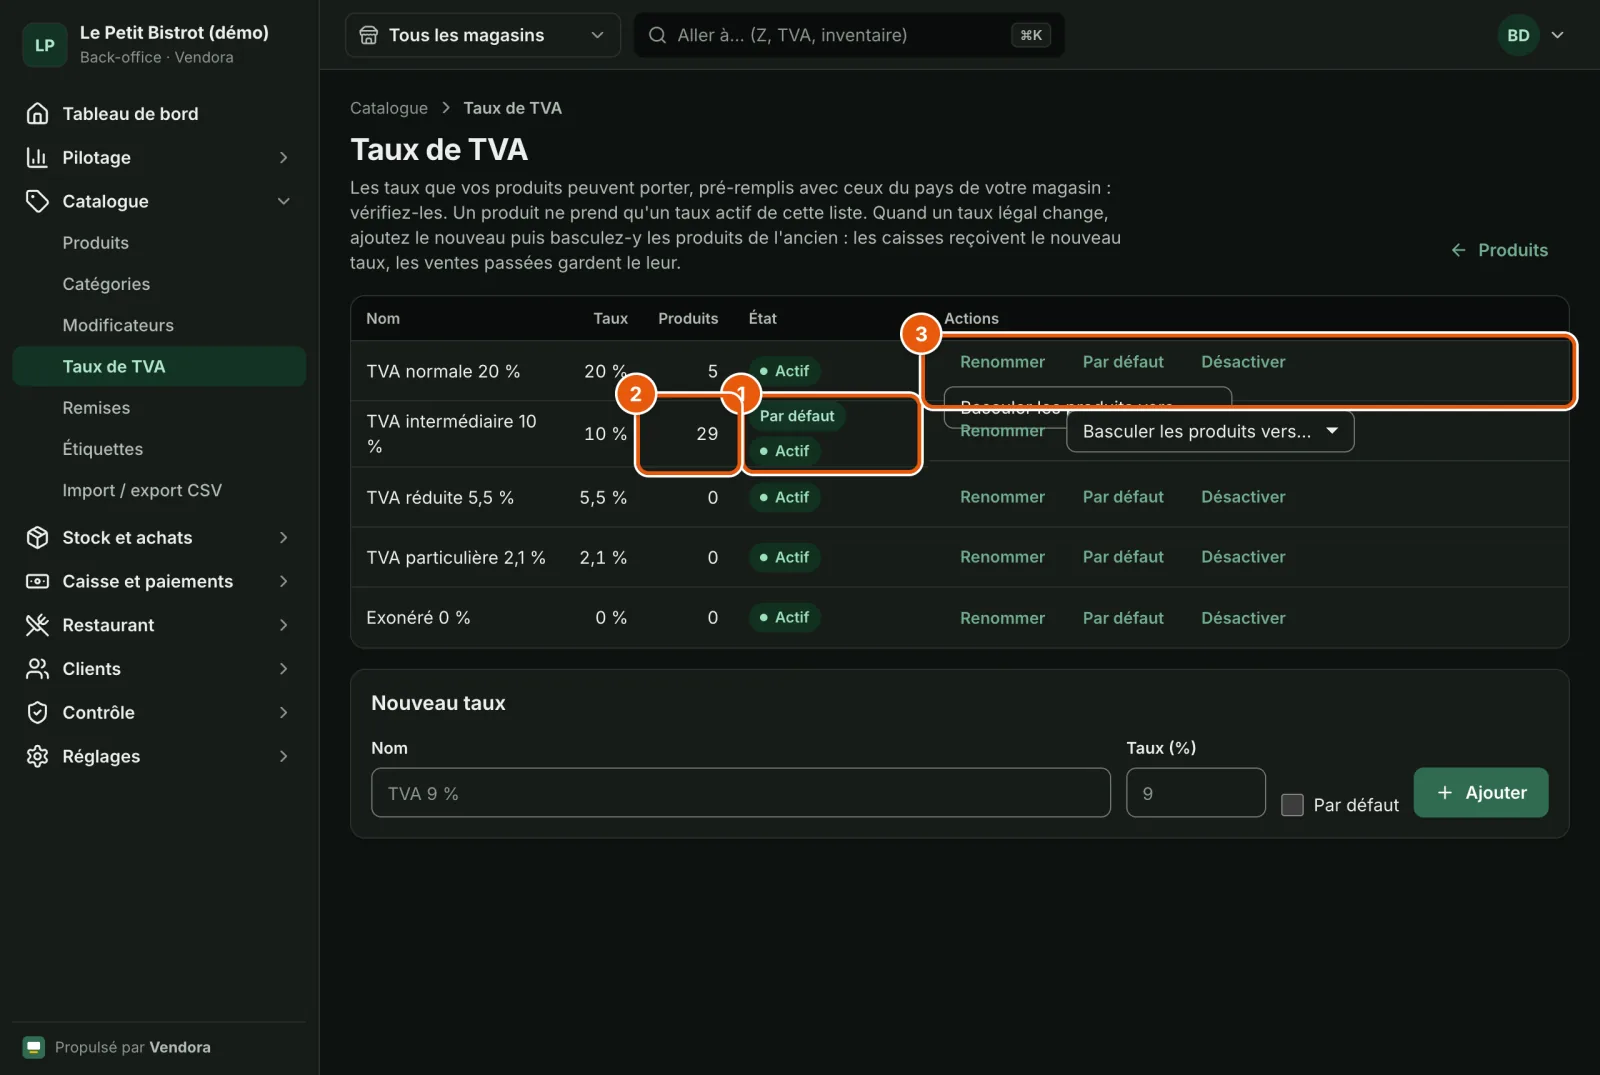 LP
Le Petit Bistrot (démo)
Back-office · Vendora
Tous les magasins
Aller à... (Z, TVA, inventaire)
⌘K
BD
Tableau de bord
Pilotage
Catalogue
Produits
Catégories
Modificateurs
Taux de TVA
Remises
Étiquettes
Import / export CSV
Stock et achats
Caisse et paiements
Restaurant
Clients
Contrôle
Réglages
Propulsé par Vendora
Catalogue > Taux de TVA
Taux de TVA
Les taux que vos produits peuvent porter, pré-remplis avec ceux du pays de votre magasin :
vérifiez-les. Un produit ne prend qu'un taux actif de cette liste. Quand un taux légal change,
ajoutez le nouveau puis basculez-y les produits de l'ancien : les caisses reçoivent le nouveau
taux, les ventes passées gardent le leur.
← Produits
Nom Taux Produits État Actions
3
TVA normale 20 % 20 % 5 Actif Renommer Par défaut Désactiver
Basculer les produits vers
2 1
TVA intermédiaire 10 % 10 % 29 Par défaut Actif Renommer Basculer les produits vers...
TVA réduite 5,5 % 5,5 % 0 Actif Renommer Par défaut Désactiver
TVA particulière 2,1 % 2,1 % 0 Actif Renommer Par défaut Désactiver
Exonéré 0 % 0 % 0 Actif Renommer Par défaut Désactiver
Nouveau taux
Nom Taux (%)
TVA 9 % 9 Par défaut + Ajouter